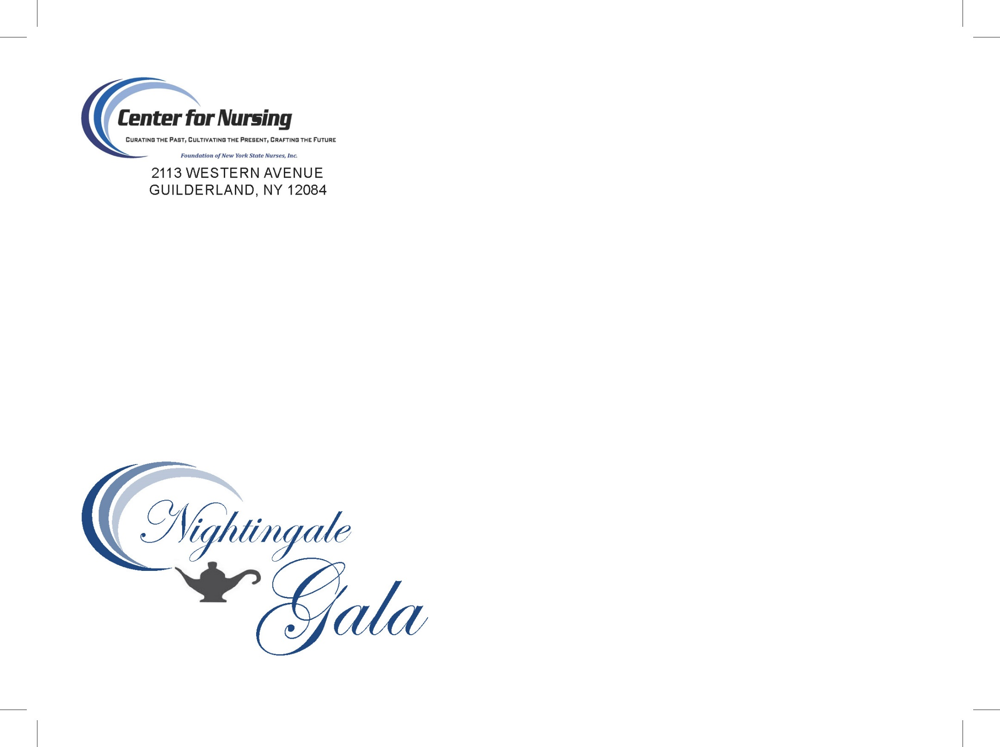 Center for Nursing
Curating the Past, Cultivating the Present, Crafting the Future
Foundation of New York State Nurses, Inc.
2113 WESTERN AVENUE
GUILDERLAND, NY 12084
Nightingale
Gala